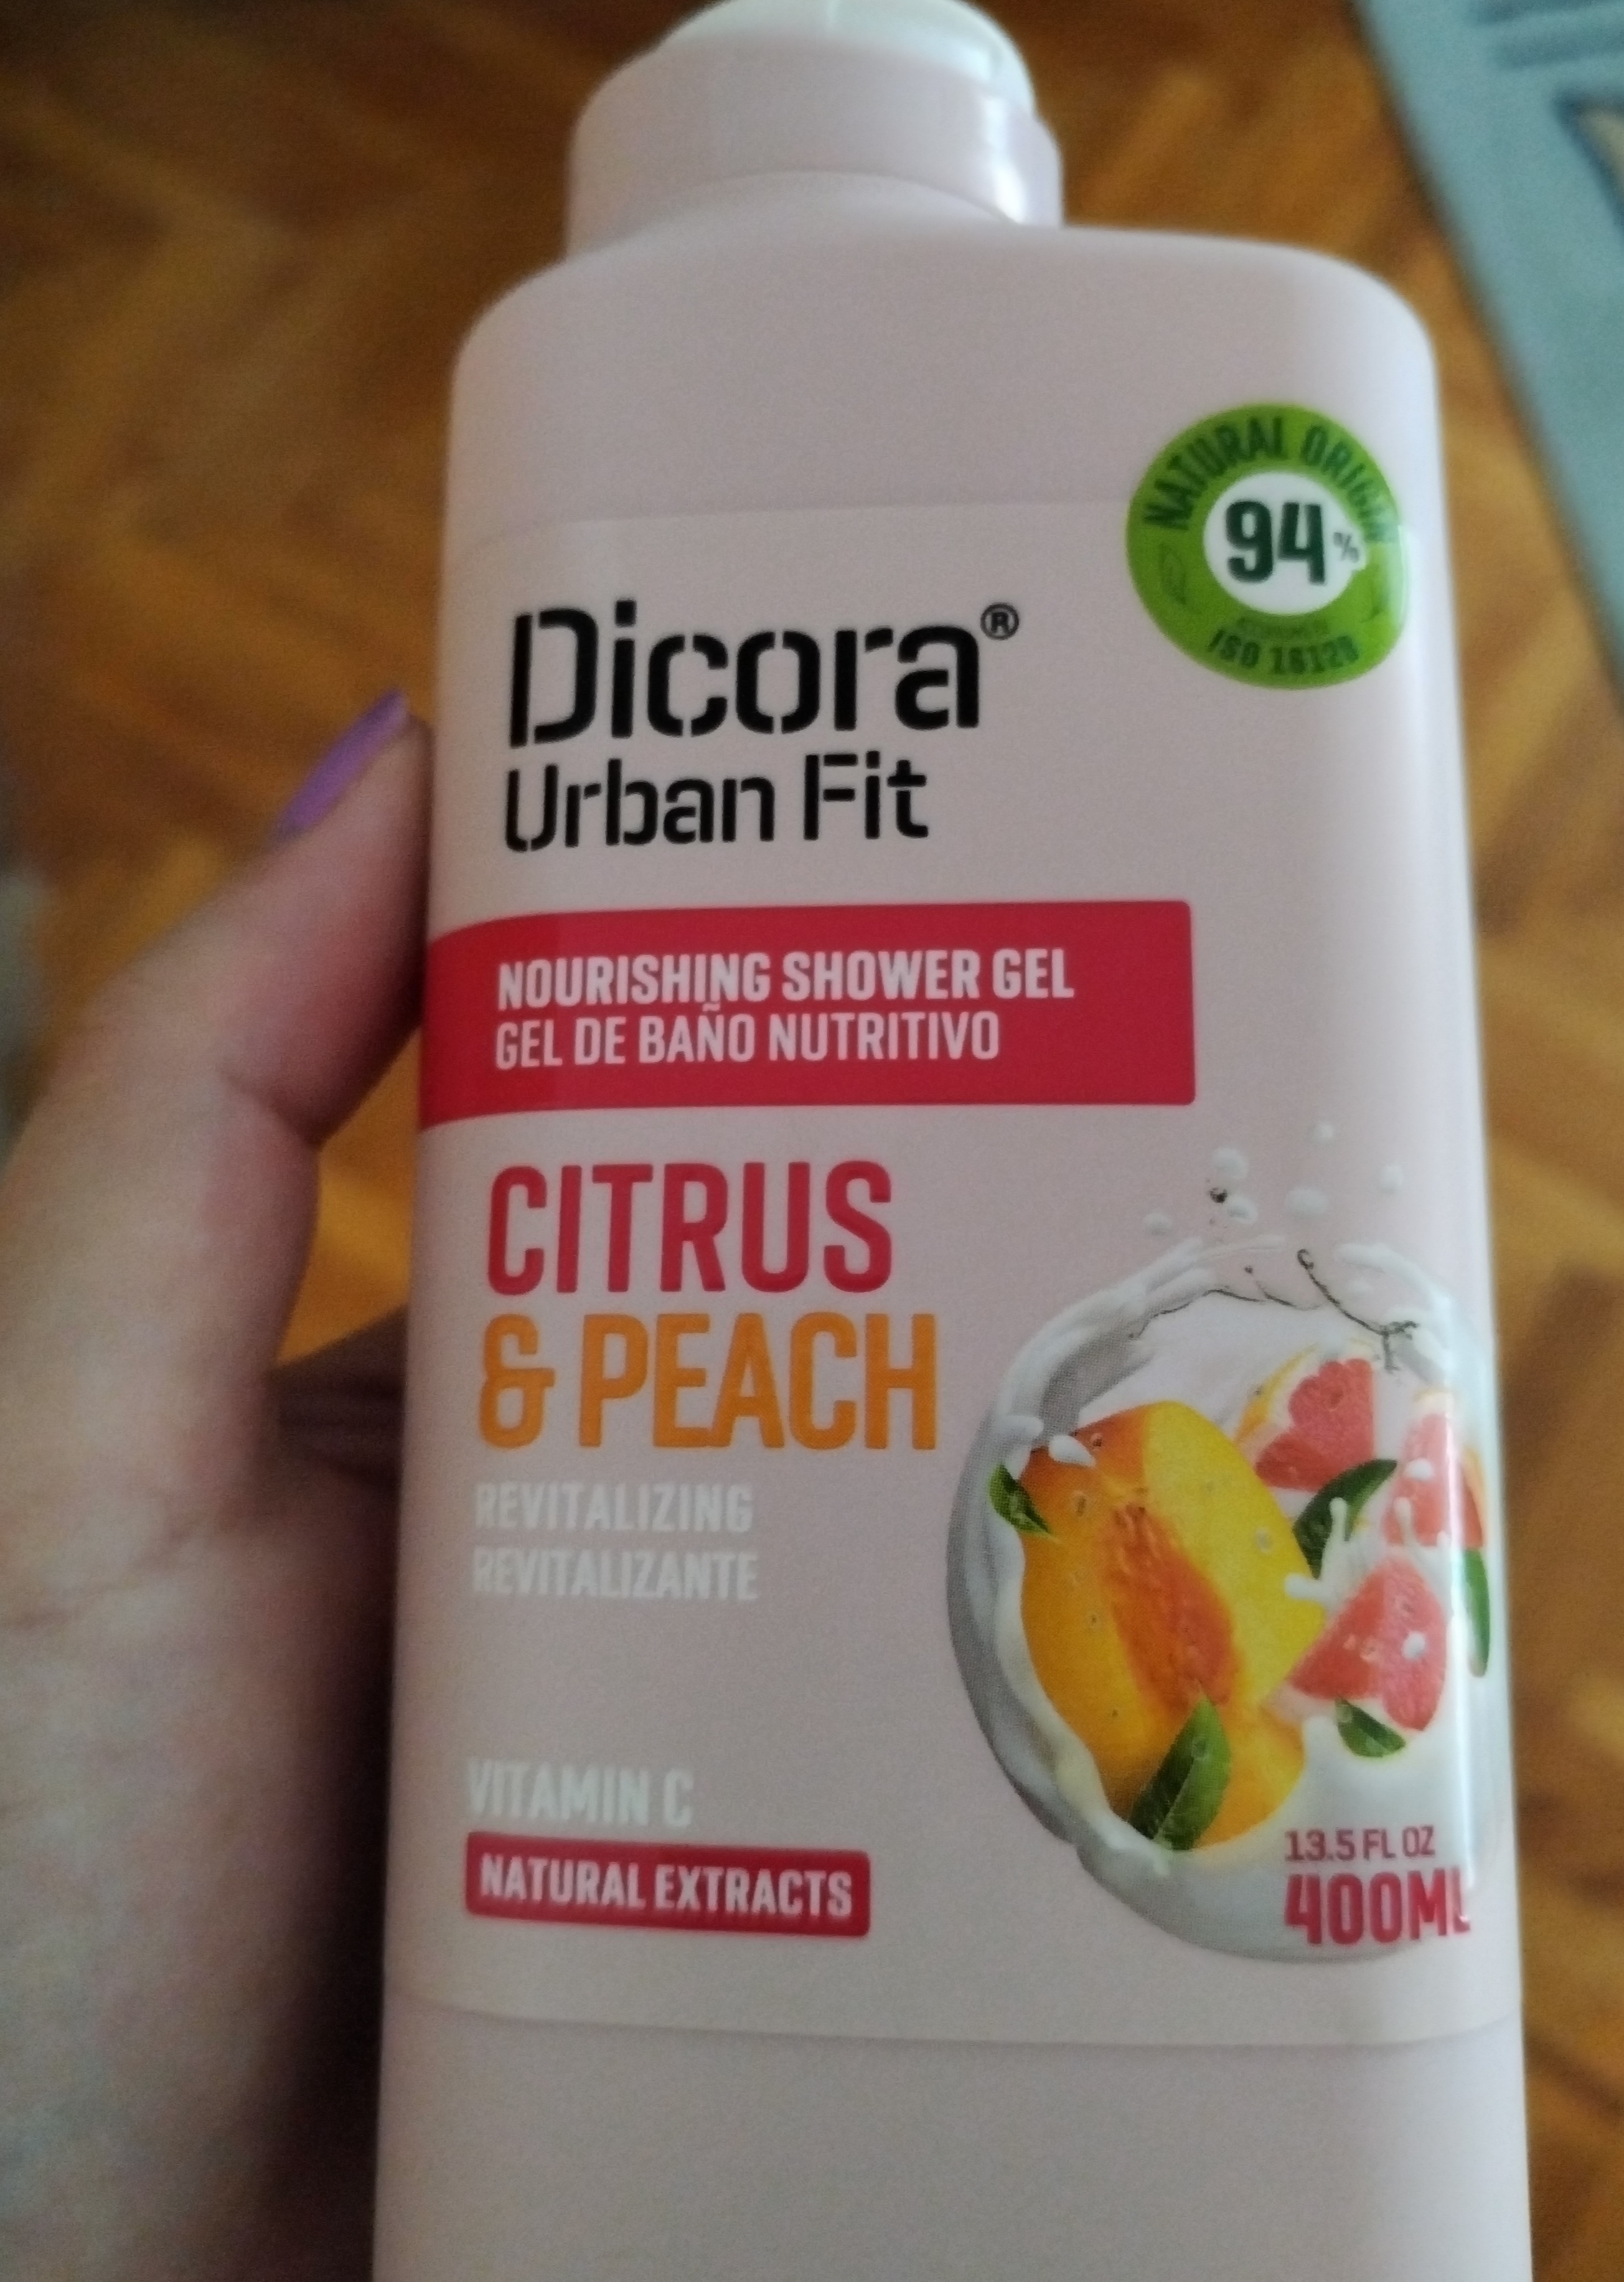 NATURAL ORIGIN
94%
ISO 16128
Dicora®
Urban Fit
NOURISHING SHOWER GEL
GEL DE BAÑO NUTRITIVO
CITRUS
& PEACH
REVITALIZING
REVITALIZANTE
VITAMIN C
NATURAL EXTRACTS
13.5 FL OZ
400ML